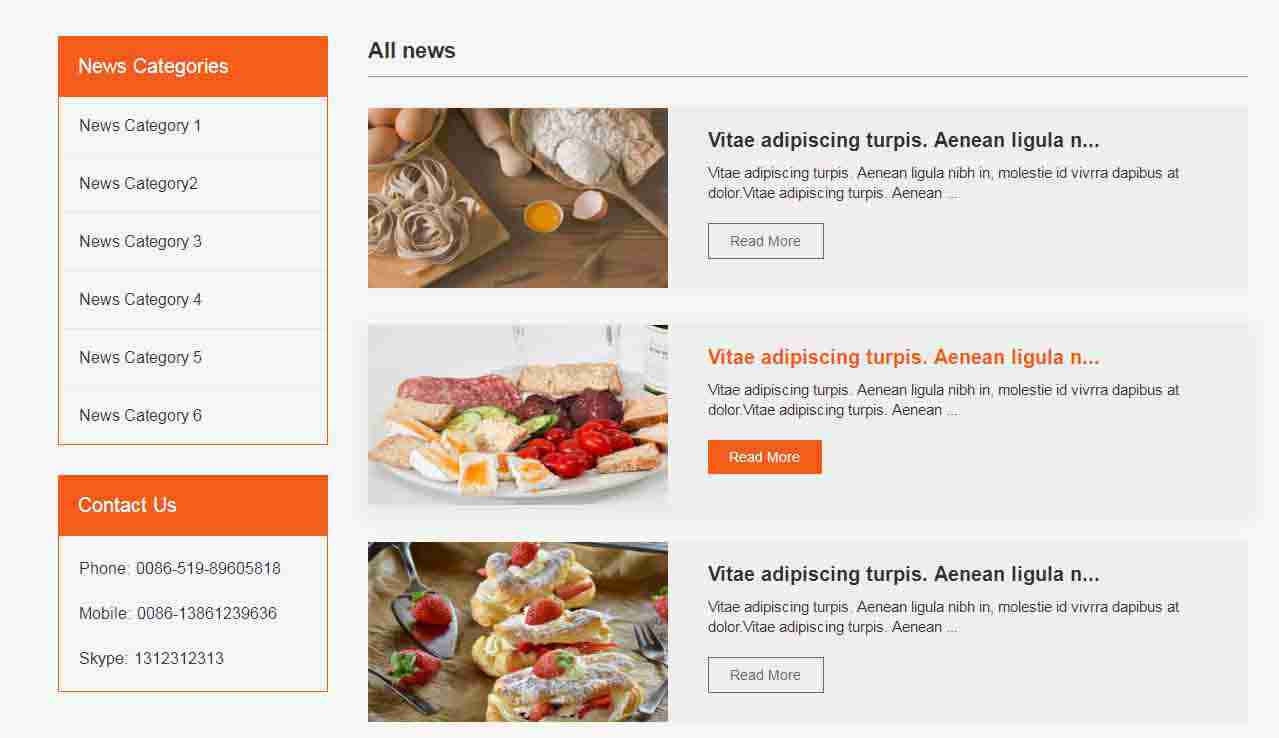 News Categories
News Category 1
News Category2
News Category 3
News Category 4
News Category 5
News Category 6
Contact Us
Phone: 0086-519-89605818
Mobile: 0086-13861239636
Skype: 1312312313
All news
Vitae adipiscing turpis. Aenean ligula n...
Vitae adipiscing turpis. Aenean ligula nibh in, molestie id vivrra dapibus at
dolor.Vitae adipiscing turpis. Aenean ...
Read More
Vitae adipiscing turpis. Aenean ligula n...
Vitae adipiscing turpis. Aenean ligula nibh in, molestie id vivrra dapibus at
dolor.Vitae adipiscing turpis. Aenean ...
Read More
Vitae adipiscing turpis. Aenean ligula n...
Vitae adipiscing turpis. Aenean ligula nibh in, molestie id vivrra dapibus at
dolor.Vitae adipiscing turpis. Aenean ...
Read More